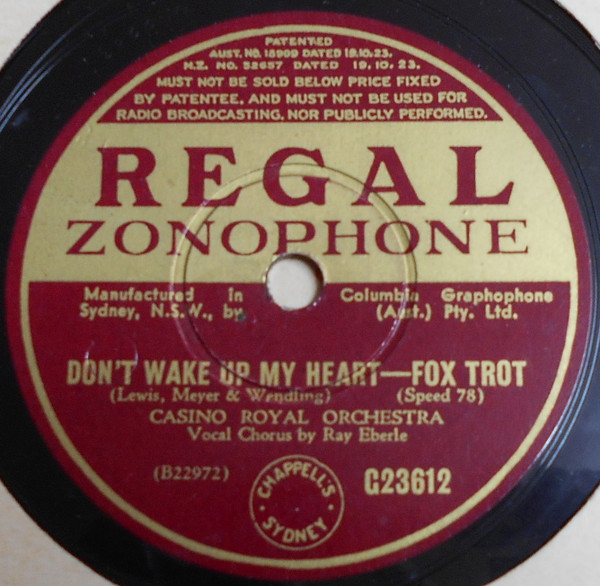 PATENTED
AUST. NO. 18909 DATED 19.10.23.
N.Z. NO. 52657 DATED 19.10.23.
MUST NOT BE SOLD BELOW PRICE FIXED
BY PATENTEE, AND MUST NOT BE USED FOR
RADIO BROADCASTING, NOR PUBLICLY PERFORMED.
REGAL
ZONOPHONE
Manufactured in Columbia Graphophone
Sydney, N.S.W., by (Aust.) Pty. Ltd.
DON'T WAKE UP MY HEART—FOX TROT
(Lewis, Meyer & Wendling) (Speed 78)
CASINO ROYAL ORCHESTRA
Vocal Chorus by Ray Eberle
(B22972) G23612
CHAPPELL'S
SYDNEY